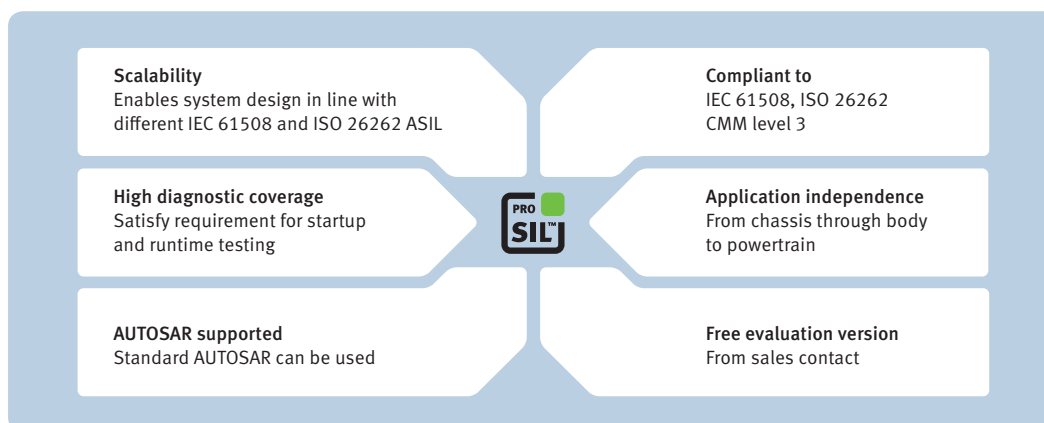 Scalability
Enables system design in line with
different IEC 61508 and ISO 26262 ASIL
Compliant to
IEC 61508, ISO 26262
CMM level 3
High diagnostic coverage
Satisfy requirement for startup
and runtime testing
PRO
SIL™
Application independence
From chassis through body
to powertrain
AUTOSAR supported
Standard AUTOSAR can be used
Free evaluation version
From sales contact